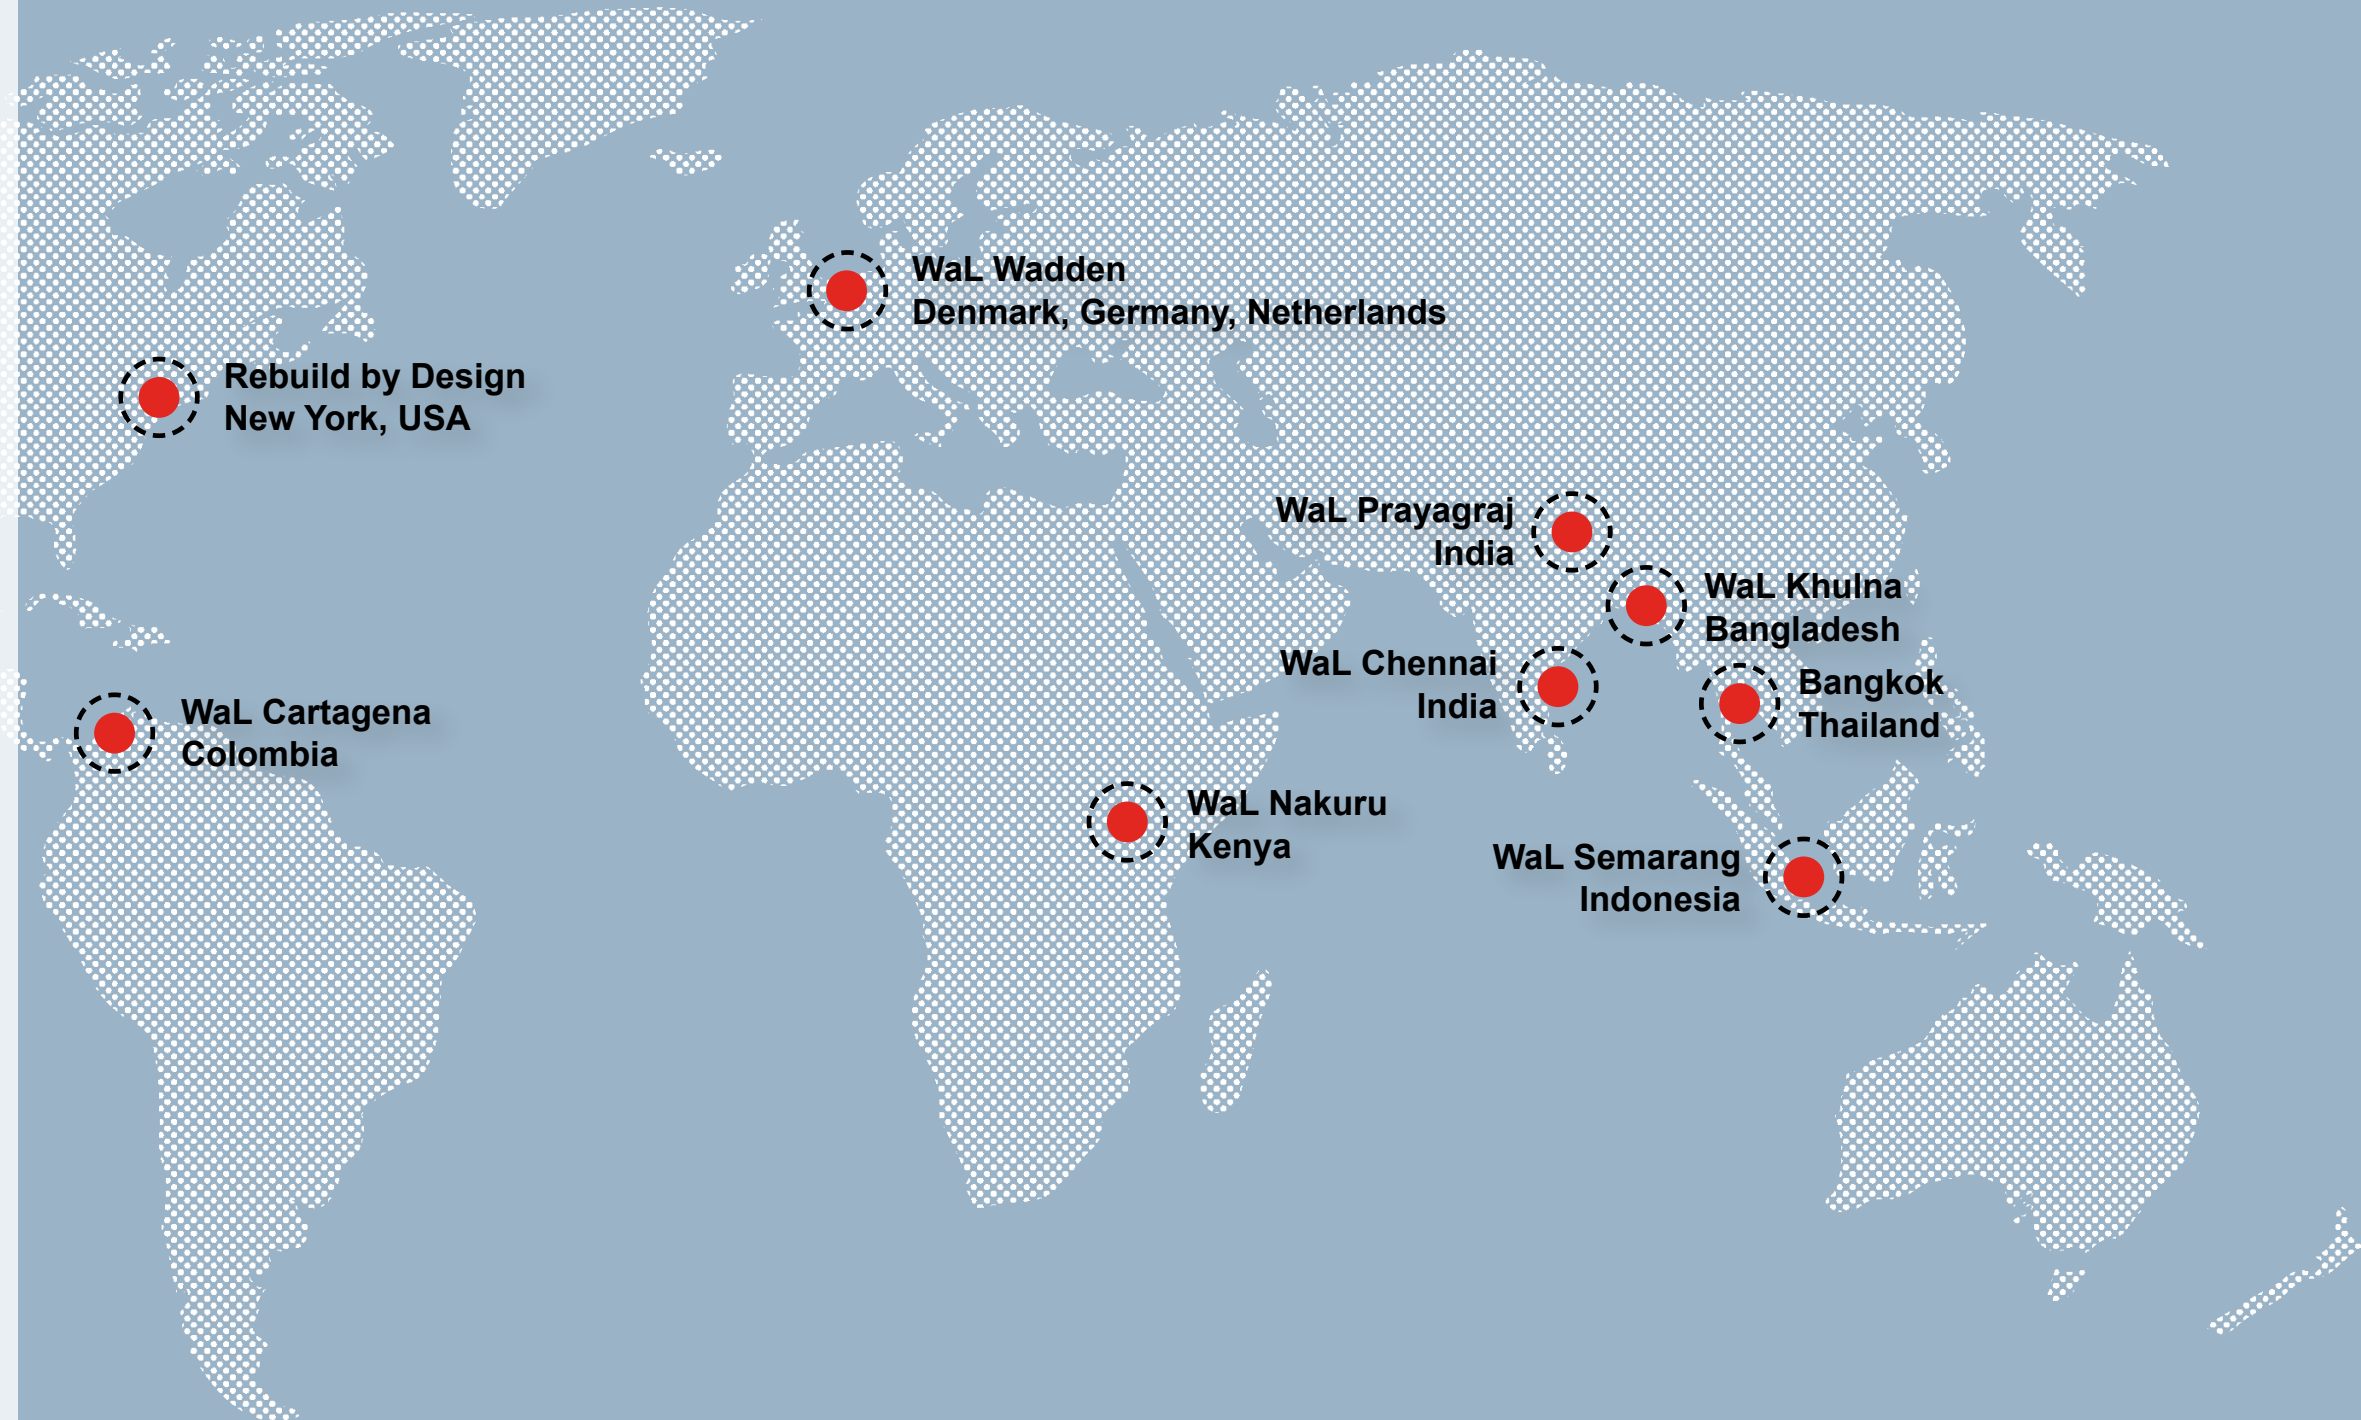 WaL Wadden
Denmark, Germany, Netherlands
Rebuild by Design
New York, USA
WaL Prayagraj
India
WaL Khulna
Bangladesh
WaL Chennai
India
Bangkok
Thailand
WaL Cartagena
Colombia
WaL Nakuru
Kenya
WaL Semarang
Indonesia